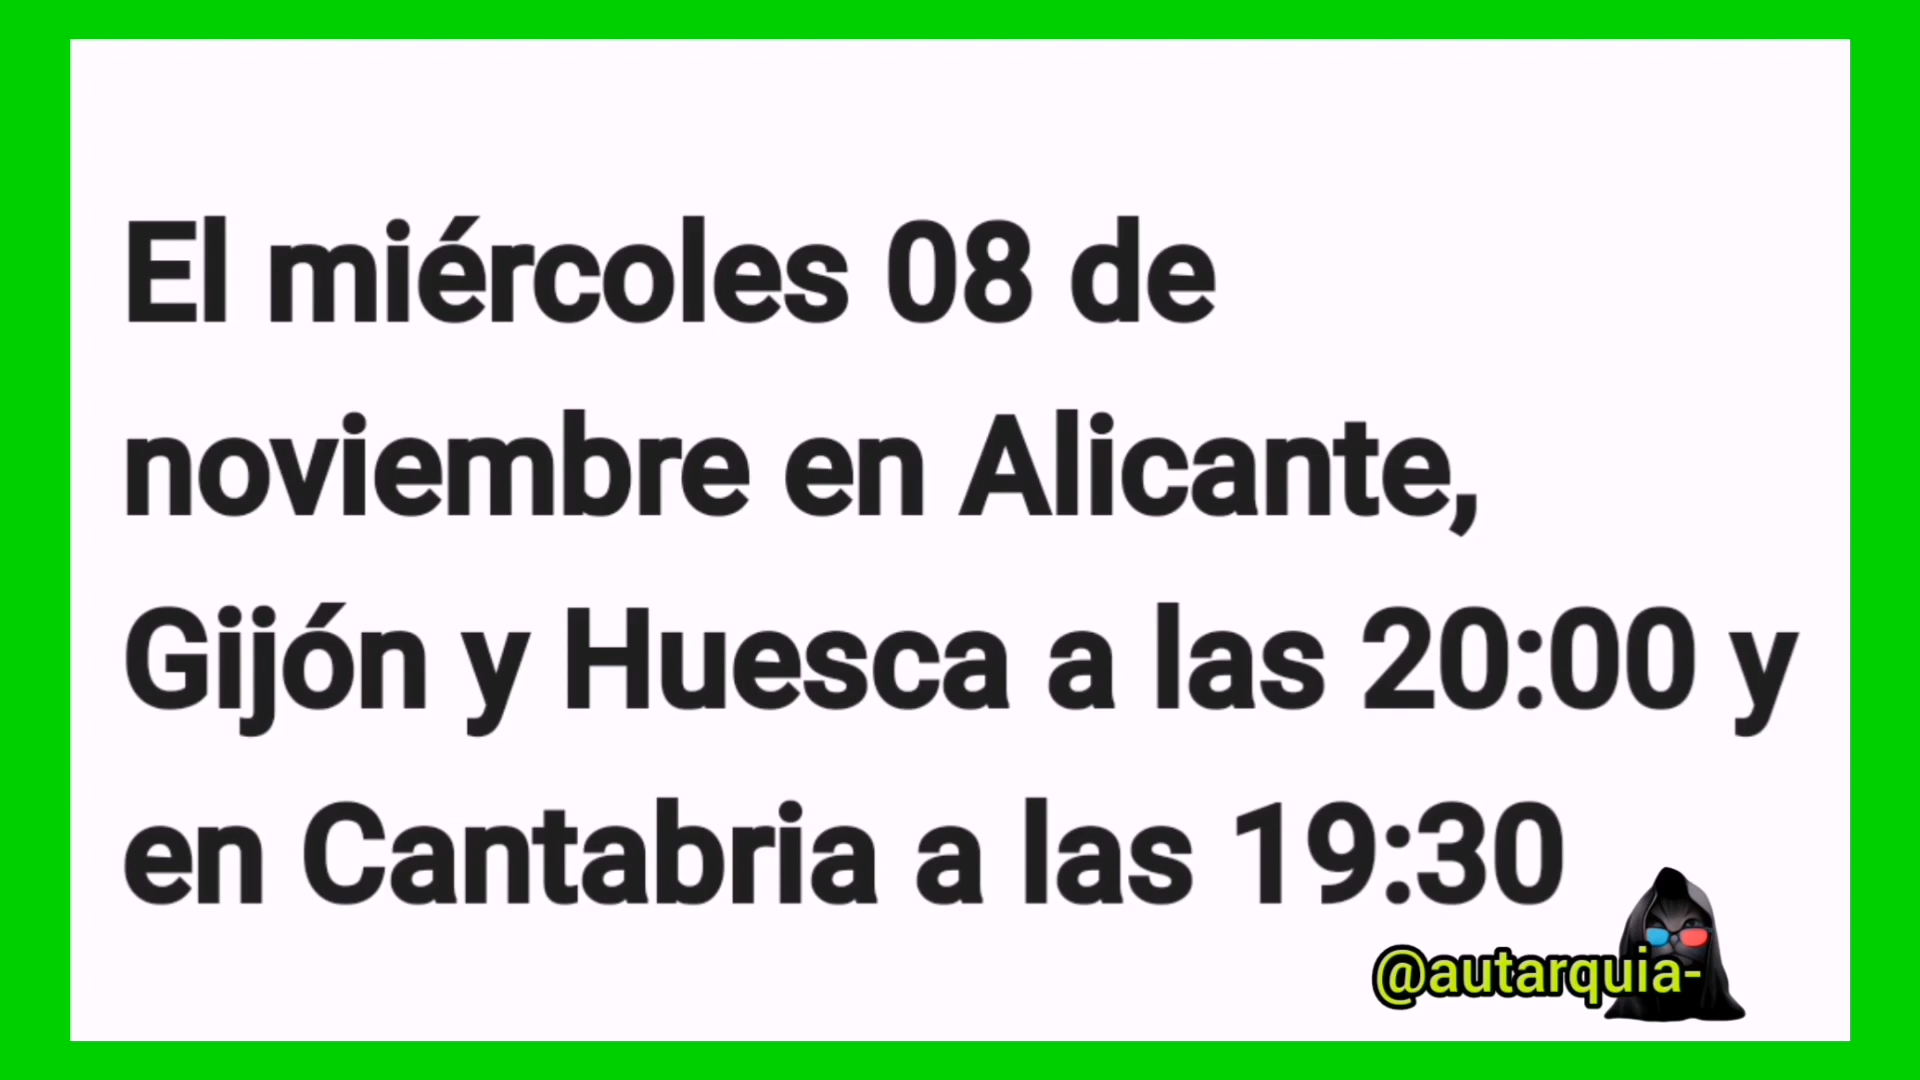 El miércoles 08 de
noviembre en Alicante,
Gijón y Huesca a las 20:00 y
en Cantabria a las 19:30
@autarquia-